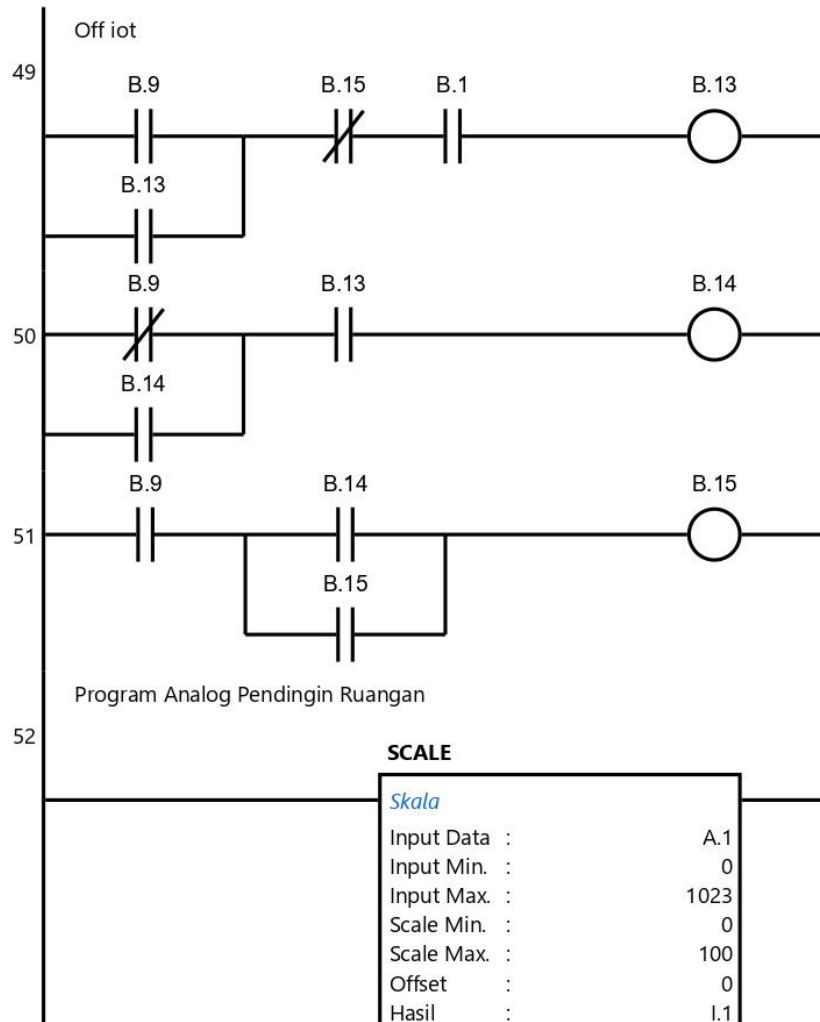 Off iot
49
B.9 B.15 B.1 B.13
B.13
50
B.9 B.13 B.14
B.14
51
B.9 B.14 B.15
B.15
Program Analog Pendingin Ruangan
52
SCALE
Skala
Input Data : A.1
Input Min. : 0
Input Max. : 1023
Scale Min. : 0
Scale Max. : 100
Offset : 0
Hasil : I.1